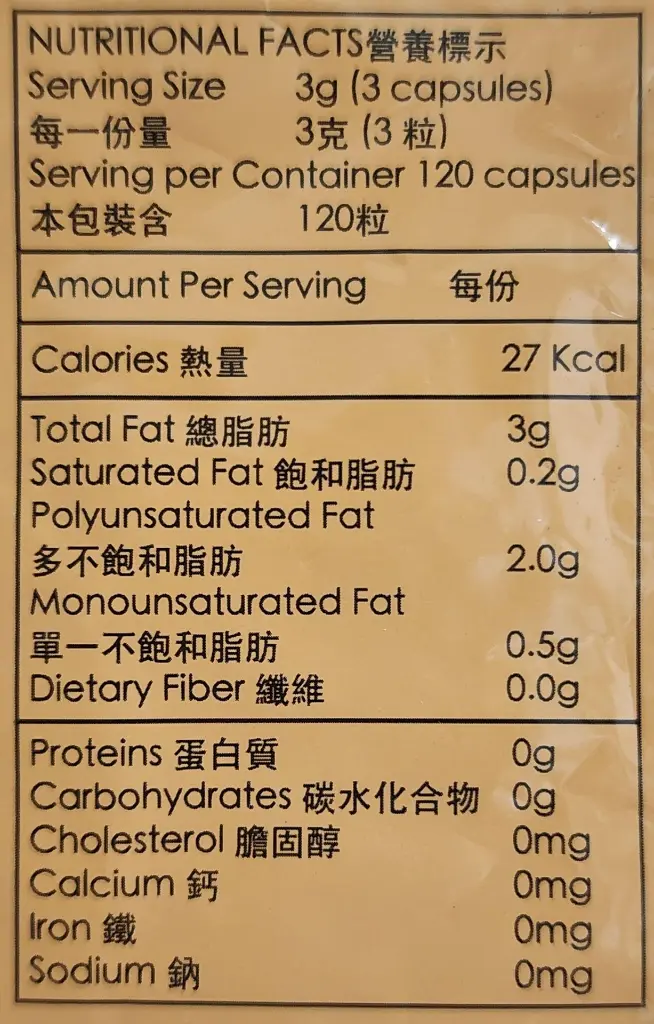 NUTRITIONAL FACTS營養標示
Serving Size 3g (3 capsules)
每一份量 3克 (3 粒)
Serving per Container 120 capsules
本包裝含 120粒
Amount Per Serving 每份
Calories 熱量 27 Kcal
Total Fat 總脂肪 3g
Saturated Fat 飽和脂肪 0.2g
Polyunsaturated Fat
多不飽和脂肪 2.0g
Monounsaturated Fat
單一不飽和脂肪 0.5g
Dietary Fiber 纖維 0.0g
Proteins 蛋白質 0g
Carbohydrates 碳水化合物 0g
Cholesterol 膽固醇 0mg
Calcium 鈣 0mg
Iron 鐵 0mg
Sodium 鈉 0mg